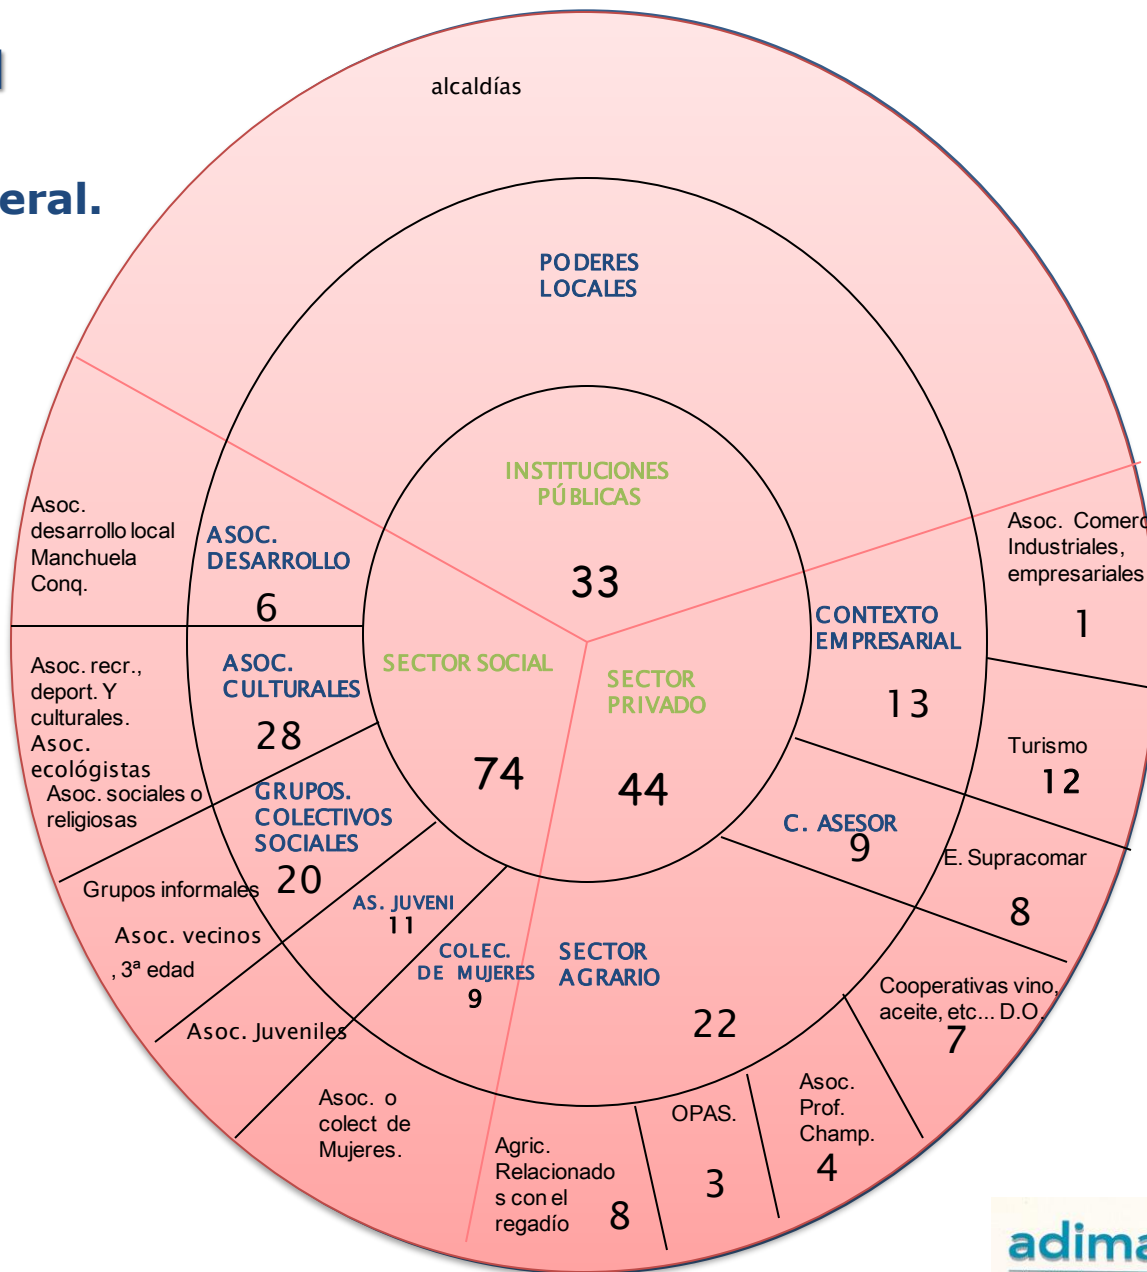 eral.
alcaldías
PODERES
LOCALES
INSTITUCIONES
PÚBLICAS
33
Asoc.
desarrollo local
Manchuela
Conq.
ASOC.
DESARROLLO
6
Asoc. Comerc
Industriales,
empresariales
1
CONTEXTO
EMPRESARIAL
13
SECTOR SOCIAL
74
SECTOR
PRIVADO
44
Asoc. recr.,
deport. Y
culturales.
Asoc.
ecológistas
Asoc. sociales o
religiosas
ASOC.
CULTURALES
28
Turismo
12
GRUPOS.
COLECTIVOS
SOCIALES
20
C. ASESOR
9
E. Supracomar
8
Grupos informales
Asoc. vecinos
, 3ª edad
AS. JUVENI
11
COLEC.
DE MUJERES
9
SECTOR
AGRARIO
22
Cooperativas vino,
aceite, etc... D.O.
7
Asoc. Juveniles
Asoc. o
colect de
Mujeres.
Agric.
Relacionado
s con el
regadío
8
OPAS.
3
Asoc.
Prof.
Champ.
4
adima